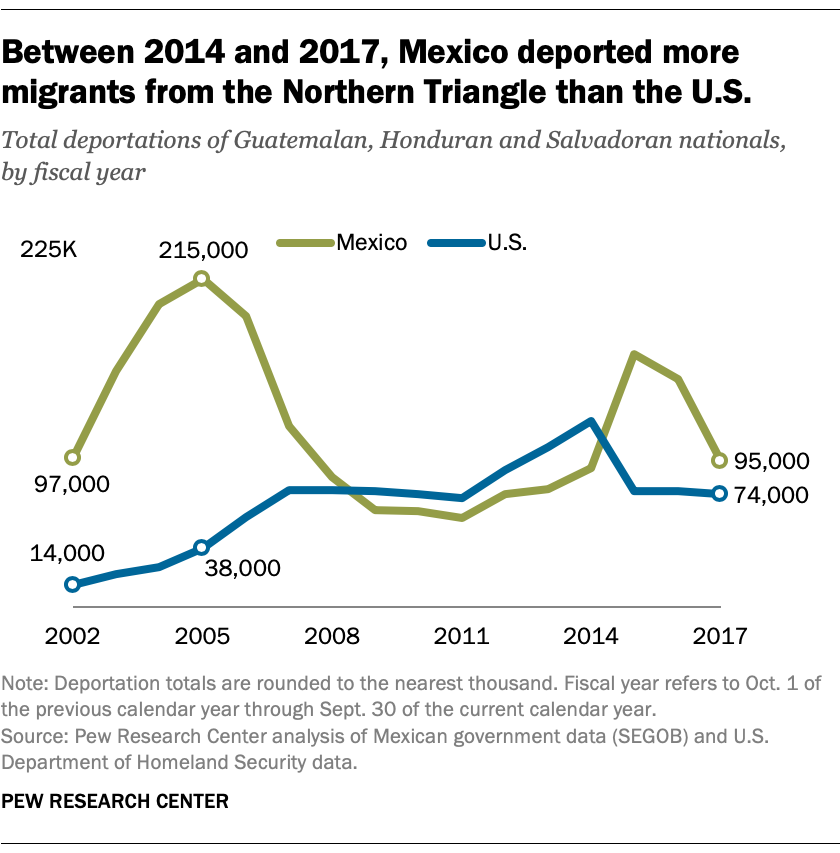 Between 2014 and 2017, Mexico deported more
migrants from the Northern Triangle than the U.S.
Total deportations of Guatemalan, Honduran and Salvadoran nationals,
by fiscal year
225K
215,000
Mexico
U.S.
97,000
95,000
74,000
14,000
38,000
2002
2005
2008
2011
2014
2017
Note: Deportation totals are rounded to the nearest thousand. Fiscal year refers to Oct. 1 of
the previous calendar year through Sept. 30 of the current calendar year.
Source: Pew Research Center analysis of Mexican government data (SEGOB) and U.S.
Department of Homeland Security data.
PEW RESEARCH CENTER